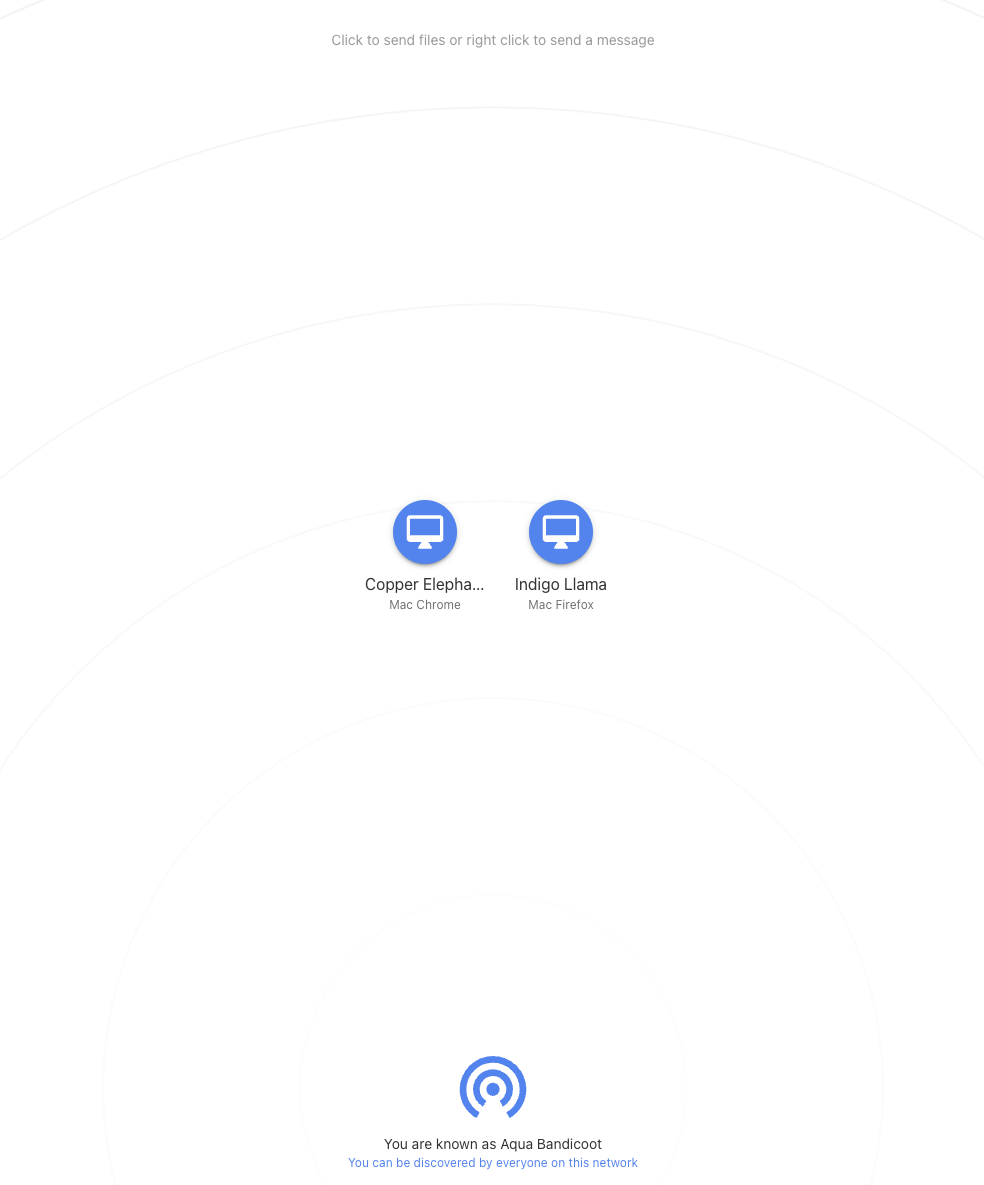 Click to send files or right click to send a message
Copper Elepha...
Indigo Llama
Mac Chrome
Mac Firefox
You are known as Aqua Bandicoot
You can be discovered by everyone on this network